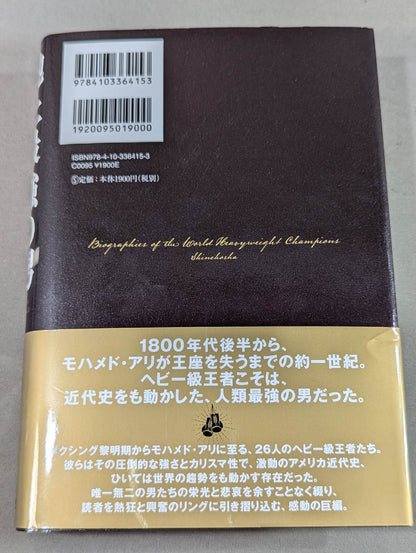 9784103364153
1920095019000
ISBN978-4-10-336415-3
C0095 ¥1900E
Ⓢ定価：本体1900円(税別)
Biographies of the World Heavyweight Champions
Shinchosha
1800年代後半から、
モハメド・アリが王座を失うまでの約一世紀。
ヘビー級王者こそは、
近代史をも動かした、人類最強の男だった。
クシング黎明期からモハメド・アリに至る、26人のヘビー級王者たち。
彼らはその圧倒的な強さとカリスマ性で、激動のアメリカ近代史、
ひいては世界の趨勢をも動かす存在だった。
唯一無二の男たちの栄光と悲哀を余すことなく綴り、
読者を熱狂と興奮のリングに引き摺り込む、感動の巨編。